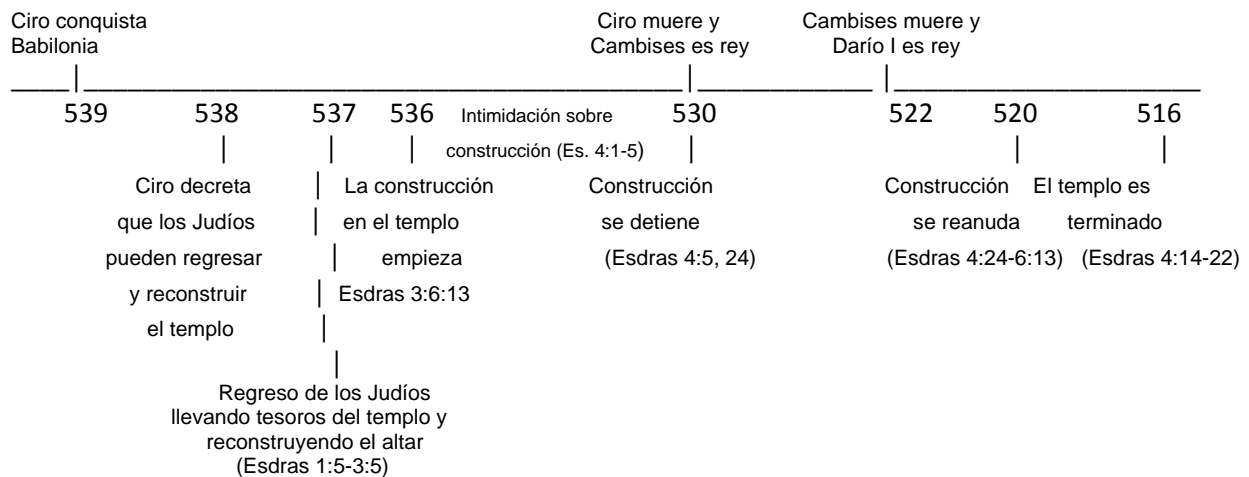 Ciro conquista
Babilonia
Ciro muere y
Cambises es rey
Cambises muere y
Darío I es rey
539 538 537 536 Intimidación sobre 530 522 520 516
construcción (Es. 4:1-5)
Ciro decreta
que los Judíos
pueden regresar
y reconstruir
el templo
La construcción
en el templo
empieza
Esdras 3:6:13
Construcción
se detiene
(Esdras 4:5, 24)
Construcción
se reanuda
(Esdras 4:24-6:13)
El templo es
terminado
(Esdras 4:14-22)
Regreso de los Judíos
llevando tesoros del templo y
reconstruyendo el altar
(Esdras 1:5-3:5)